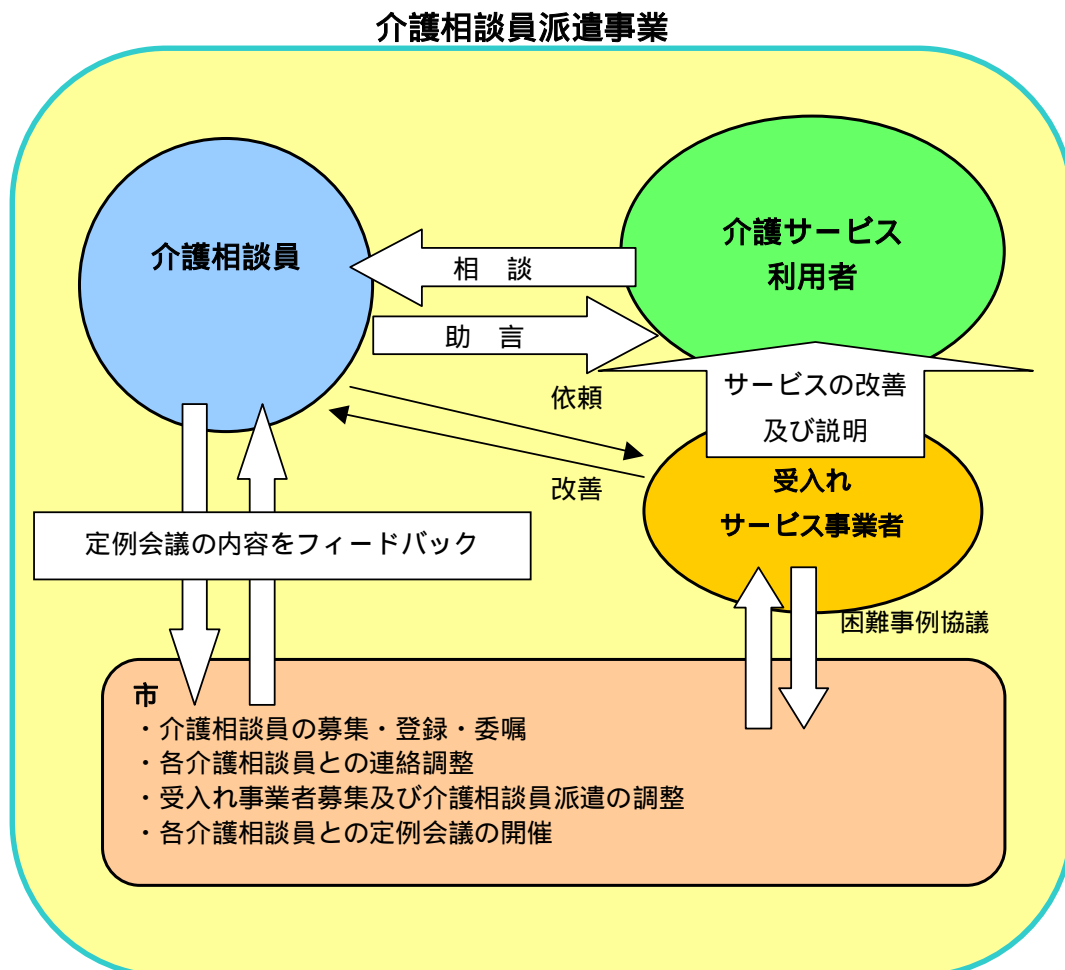 介護相談員派遣事業
介護相談員
介護サービス
利用者
相　談
助　言
依頼
改善
サービスの改善
及び説明
受入れ
サービス事業者
定例会議の内容をフィードバック
困難事例協議
市
・介護相談員の募集・登録・委嘱
・各介護相談員との連絡調整
・受入れ事業者募集及び介護相談員派遣の調整
・各介護相談員との定例会議の開催